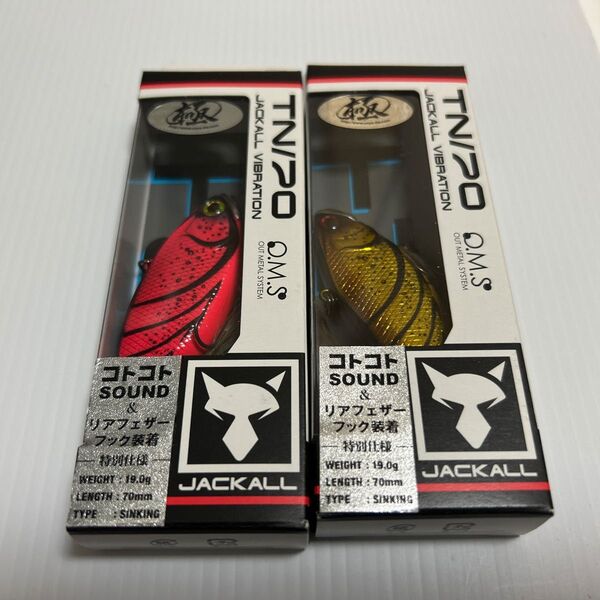 極
TN/70
JACKALL VIBRATION
O.M.S
OUT METAL SYSTEM
コトコト
SOUND
&
リアフェザー
フック装着
特別仕様
WEIGHT : 19.0g
LENGTH : 70mm
TYPE : SINKING
JACKALL
極
TN/70
JACKALL VIBRATION
O.M.S
OUT METAL SYSTEM
コトコト
SOUND
&
リアフェザー
フック装着
特別仕様
WEIGHT : 19.0g
LENGTH : 70mm
TYPE : SINKING
JACKALL